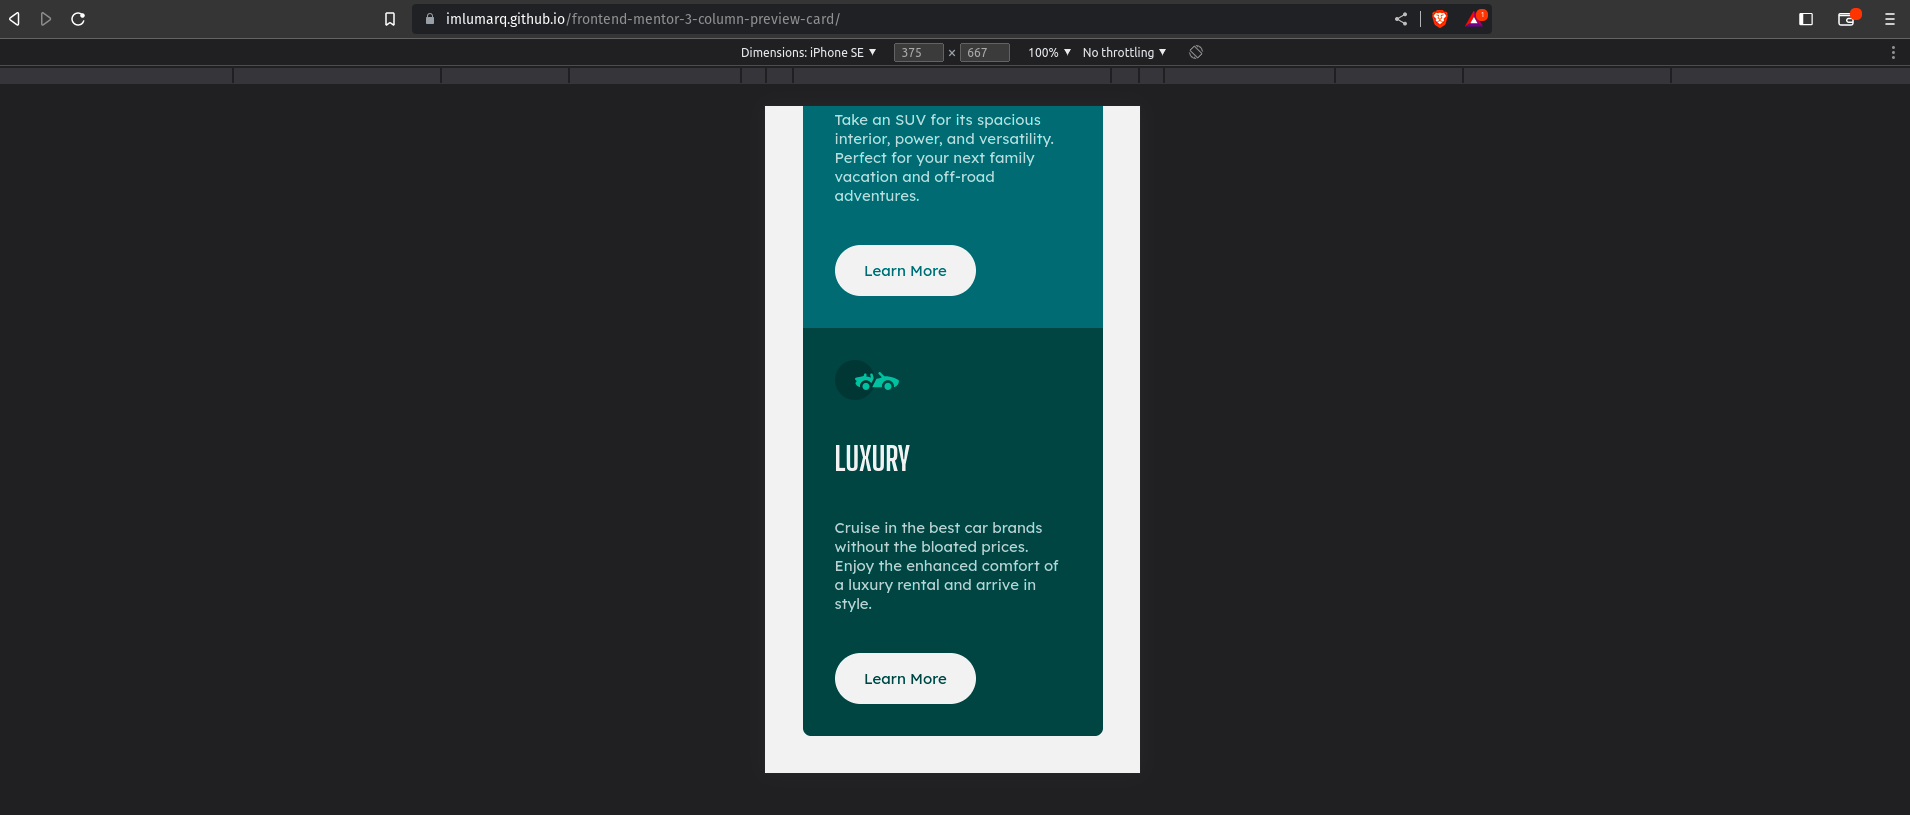 imlumarq.github.io/frontend-mentor-3-column-preview-card/
1
Dimensions: iPhone SE ▼ 375 × 667 100% ▼ No throttling ▼
Take an SUV for its spacious
interior, power, and versatility.
Perfect for your next family
vacation and off-road
adventures.
Learn More
LUXURY
Cruise in the best car brands
without the bloated prices.
Enjoy the enhanced comfort of
a luxury rental and arrive in
style.
Learn More